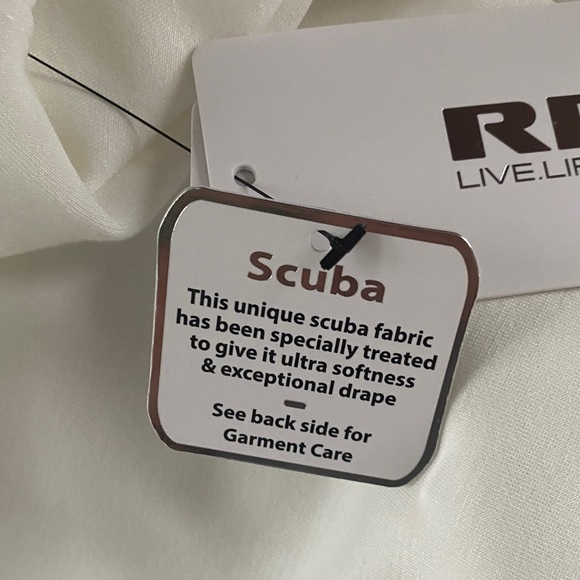 LIVE.
Scuba
This unique scuba fabric
has been specially treated
to give it ultra softness
& exceptional drape
See back side for
Garment Care